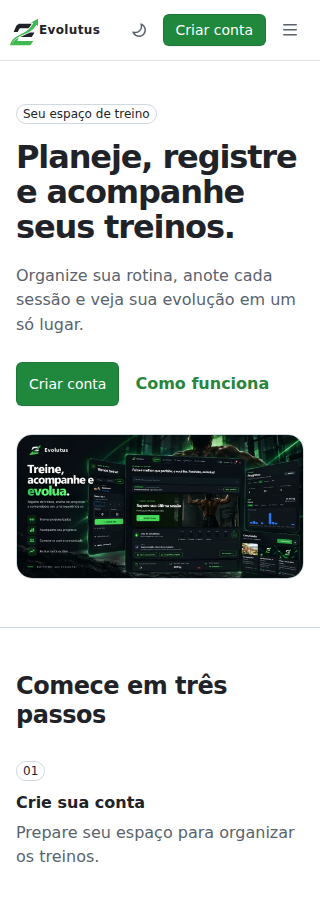 Evolutus
Criar conta
Seu espaço de treino
Planeje, registre
e acompanhe
seus treinos.
Organize sua rotina, anote cada
sessão e veja sua evolução em um
só lugar.
Criar conta
Como funciona
Evolutus
Treine,
acompanhe e
evolua.
Comece em três
passos
01
Crie sua conta
Prepare seu espaço para organizar
os treinos.